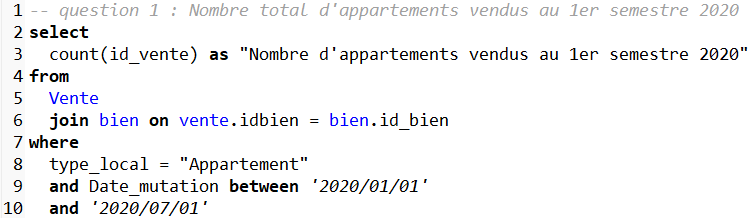 1 -- question 1 : Nombre total d'appartements vendus au 1er semestre 2020
2 select
3 count(id_vente) as "Nombre d'appartements vendus au 1er semestre 2020"
4 from
5 Vente
6 join bien on vente.idbien = bien.id_bien
7 where
8 type_local = "Appartement"
9 and Date_mutation between '2020/01/01'
10 and '2020/07/01'